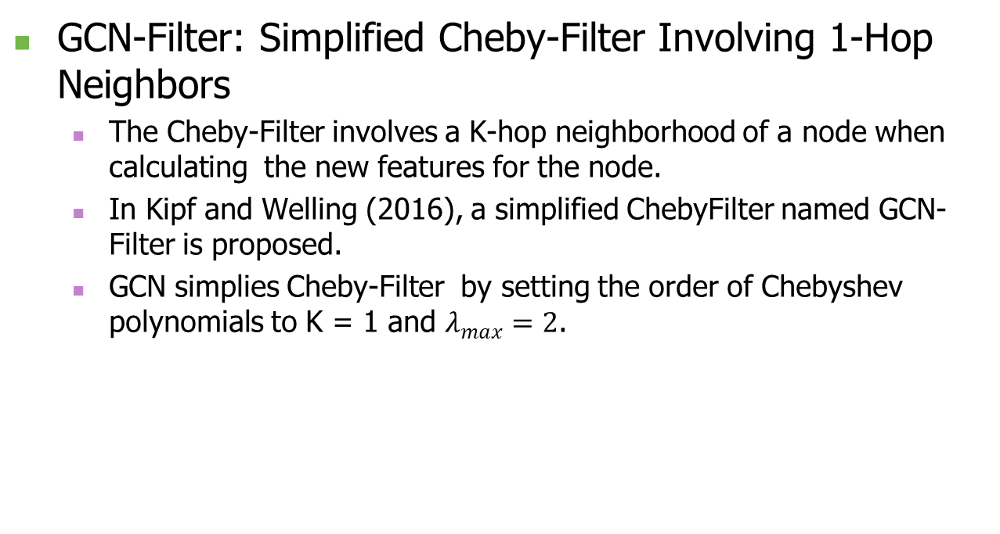 GCN-Filter: Simplified Cheby-Filter Involving 1-Hop
Neighbors
The Cheby-Filter involves a K-hop neighborhood of a node when
calculating  the new features for the node.
In Kipf and Welling (2016), a simplified ChebyFilter named GCN-
Filter is proposed.
GCN simplies Cheby-Filter  by setting the order of Chebyshev
polynomials to K = 1 and λ_max = 2.